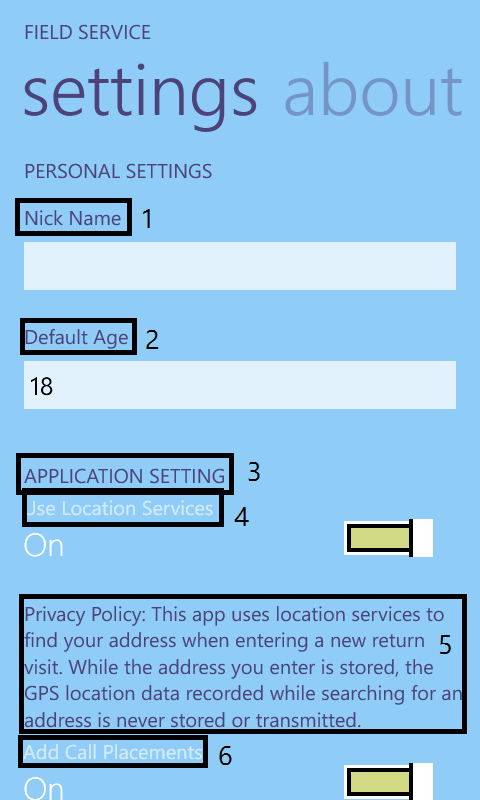 FIELD SERVICE
settings about
PERSONAL SETTINGS
Nick Name 1
Default Age 2
18
APPLICATION SETTING 3
Use Location Services 4
On
Privacy Policy: This app uses location services to
find your address when entering a new return 5
visit. While the address you enter is stored, the
GPS location data recorded while searching for an
address is never stored or transmitted.
Add Call Placements 6
On